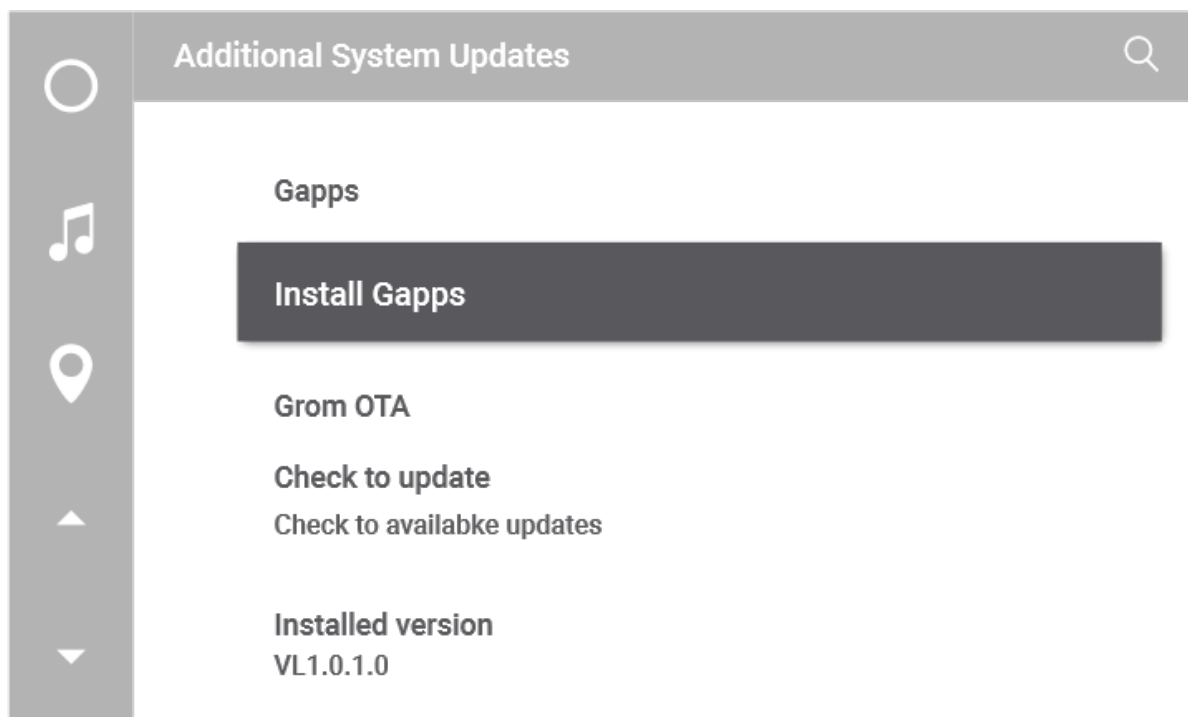 Additional System Updates
Gapps
Install Gapps
Grom OTA
Check to update
Check to availabke updates
Installed version
VL1.0.1.0